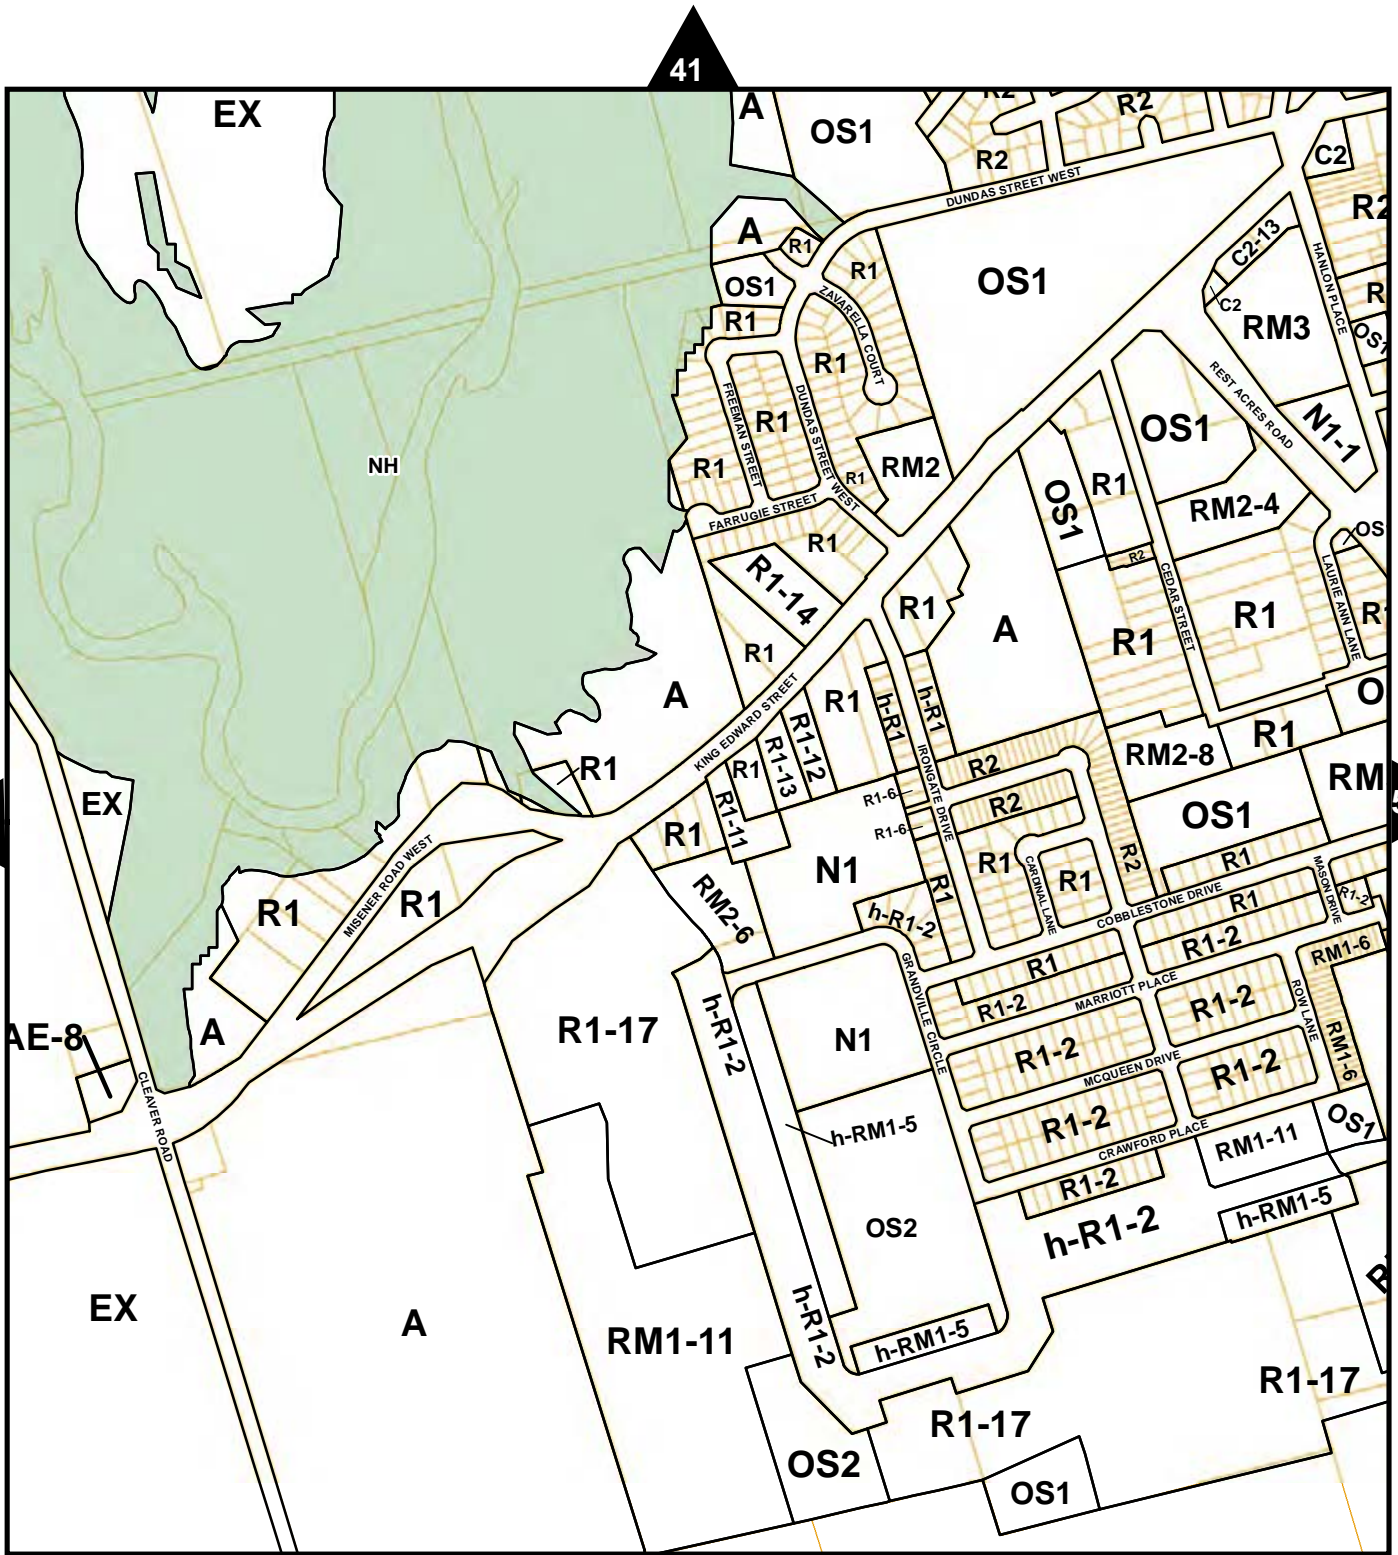 41
EX
A
OS1
R2
R2
R2
C2
DUNDAS STREET WEST
R2
A
R1
R1
OS1
OS1
C2-13
HANLON PLACE
C2
RM3
R1
ZAVARELLA COURT
R1
FREEMAN STREET
R1
DUNDAS STREET WEST
REST ACRES ROAD
OS1
N1-1
NH
R1
R1
RM2
OS1
R1
RM2-4
FARRUGIE STREET
R1
OS
R2
R1-14
R1
A
CEDAR STREET
R1
R1
LAURIE ANN LANE
R1
A
KING EDWARD STREET
R1
h-R1
h-R1
R1-12
R1-13
R1
R1
R1-11
R1
IRONGATE DRIVE
R2
R2
RM2-8
R1
RM
EX
R1-6
R1-6
OS1
R2
N1
R1
CARDINAL LANE
R1
R1
R1
MASON DRIVE
R1-2
COBBLESTONE DRIVE
R1
R1-2
MISENER ROAD WEST
R1
R1
RM2-6
h-R1-2
GRANDVILLE CIRCLE
R1
R1-2
MARRIOTT PLACE
RM1-6
ROW LANE
R1-2
RM1-6
AE-8
A
CLEAVER ROAD
R1-17
h-R1-2
N1
R1-2
MCQUEEN DRIVE
R1-2
h-RM1-5
R1-2
CRAWFORD PLACE
RM1-11
OS1
R1-2
h-RM1-5
h-R1-2
OS2
EX
A
RM1-11
h-R1-2
h-RM1-5
R1-17
R1-17
OS2
OS1